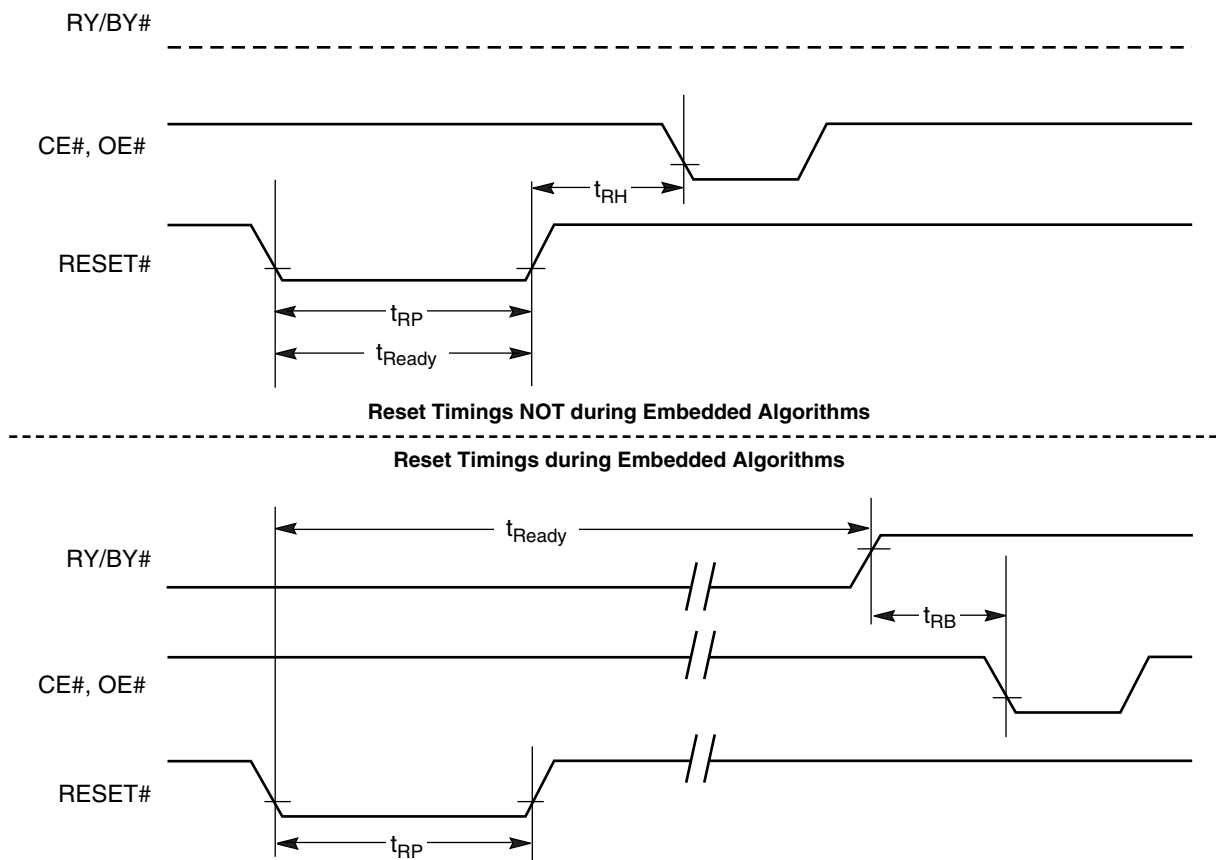 RY/BY#
CE#, OE#
tRH
RESET#
tRP
tReady
Reset Timings NOT during Embedded Algorithms
Reset Timings during Embedded Algorithms
tReady
RY/BY#
tRB
CE#, OE#
RESET#
tRP